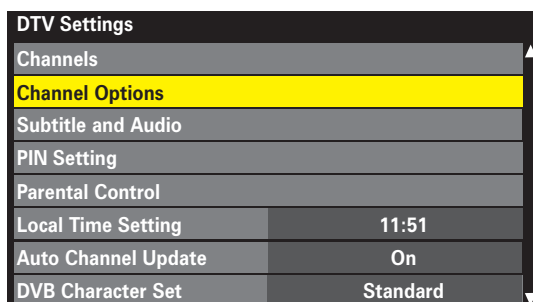 DTV Settings
Channels
Channel Options
Subtitle and Audio
PIN Setting
Parental Control
Local Time Setting 11:51
Auto Channel Update On
DVB Character Set Standard